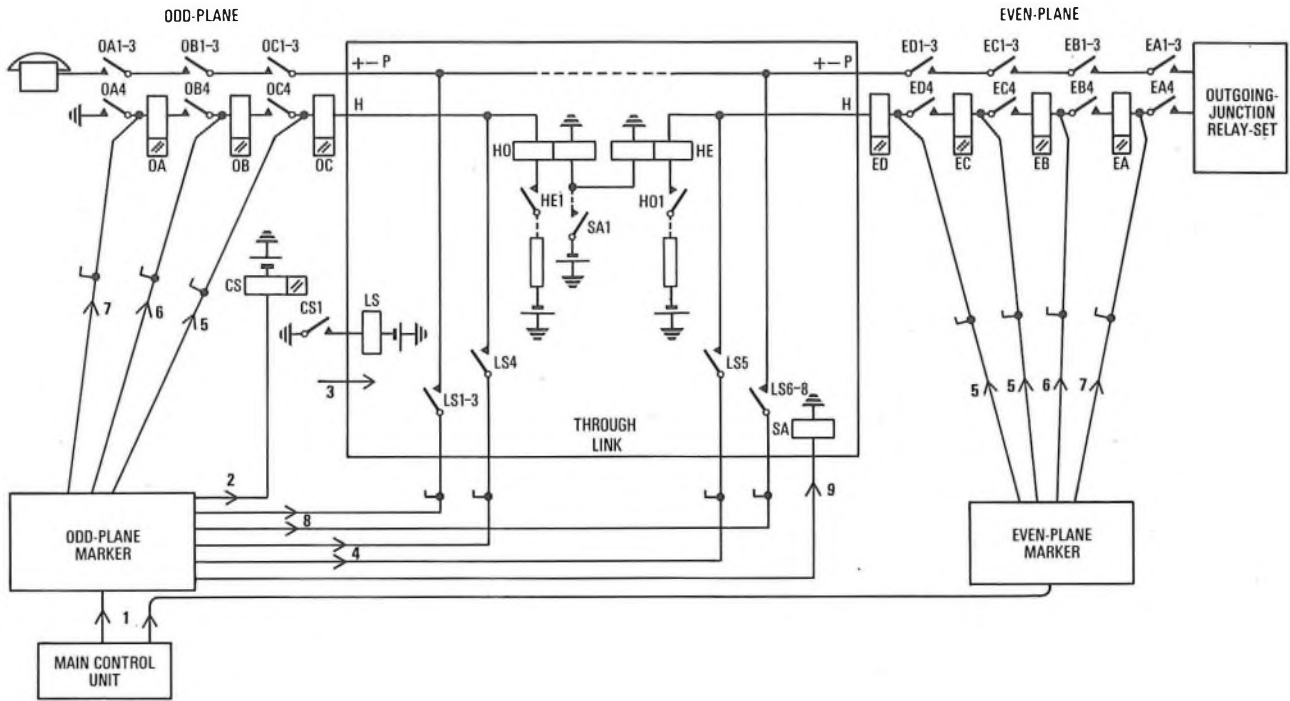 ODD-PLANE
EVEN-PLANE
OA1-3
OB1-3
OC1-3
+ − P
+ − P
ED1-3
EC1-3
EB1-3
EA1-3
OA4
OB4
OC4
H
H
ED4
EC4
EB4
EA4
OUTGOING-
JUNCTION
RELAY-SET
OA
OB
OC
HO
HE
ED
EC
EB
EA
HE1
SA1
HO1
CS
CS1
LS
7
6
5
3
LS4
LS1-3
LS5
LS6-8
SA
THROUGH
LINK
5
5
6
7
2
8
4
9
ODD-PLANE
MARKER
EVEN-PLANE
MARKER
1
MAIN CONTROL
UNIT